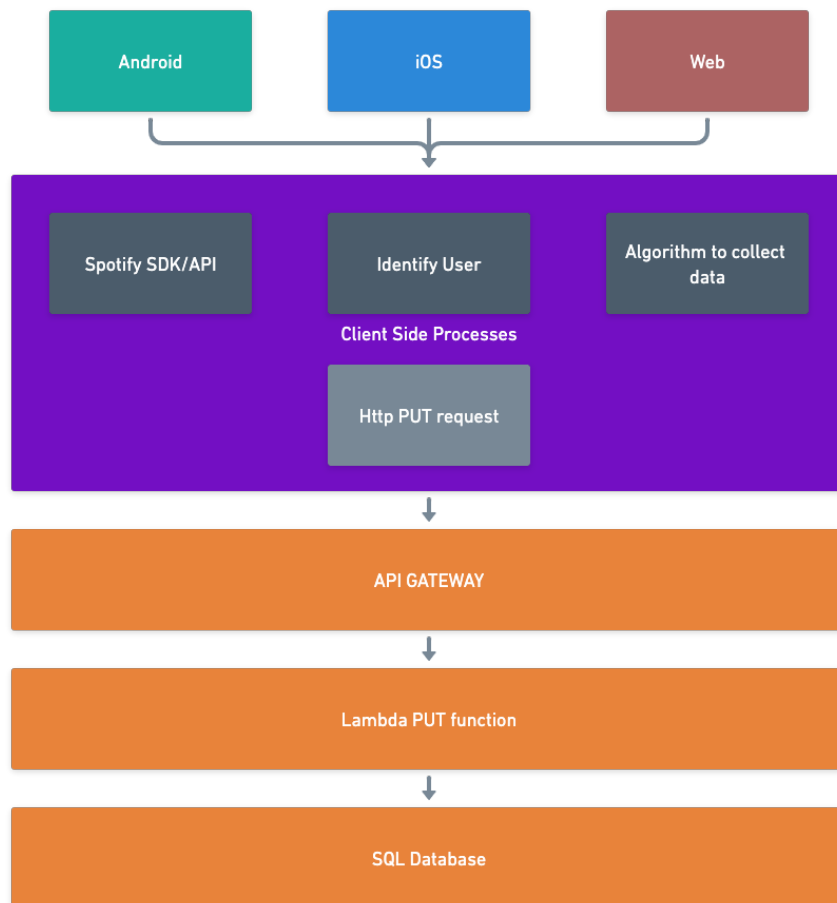 Android
iOS
Web
Spotify SDK/API
Identify User
Algorithm to collect
data
Client Side Processes
Http PUT request
API GATEWAY
Lambda PUT function
SQL Database